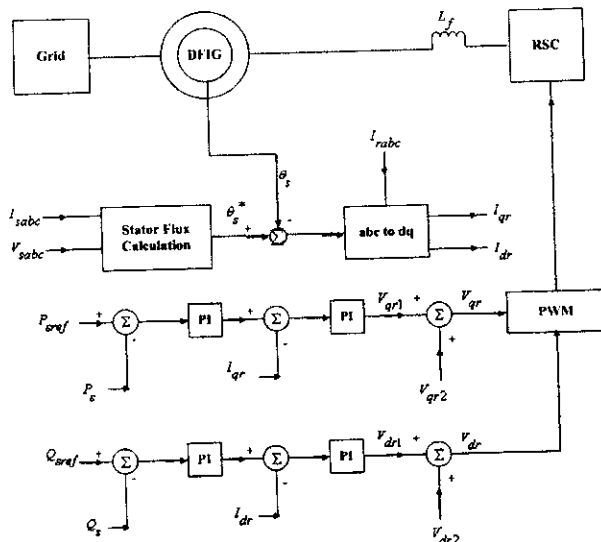 L_f
Grid
DFIG
RSC
I_rabc
θ_s
I_sabc
V_sabc
Stator Flux
Calculation
θ_s*
+
-
Σ
abc to dq
I_qr
I_dr
P_sref
+
Σ
-
PI
+
Σ
-
PI
V_qr1
+
Σ
+
V_qr
PWM
P_s
I_qr
V_qr2
Q_sref
+
Σ
-
PI
+
Σ
-
PI
V_dr1
+
Σ
+
V_dr
Q_s
I_dr
V_dr2